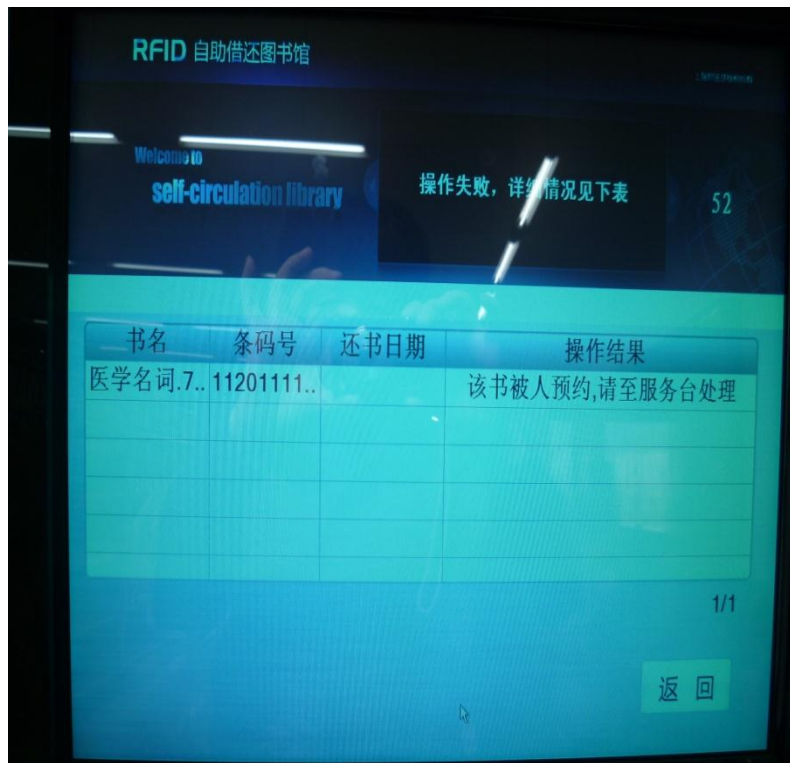 RFID 自助借还图书馆
Welcome to
self-circulation library
操作失败，详细情况见下表
52
书名 条码号 还书日期 操作结果
医学名词.7.. 11201111.. 该书被人预约,请至服务台处理
1/1
返 回